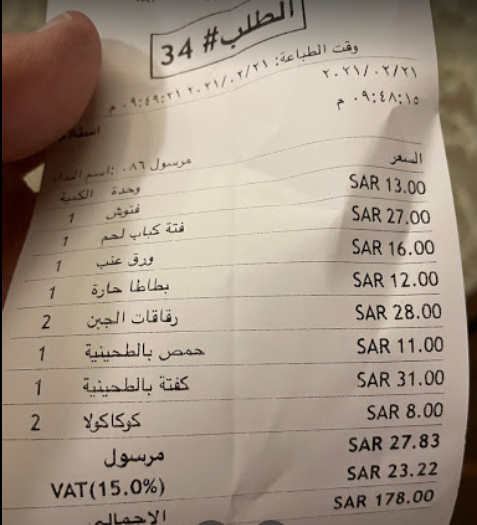 الطلب# 34
وقت الطباعة: ٢٠٢١/٠٢/٢١ ٠٩:٤٩:٢١ م
٢٠٢١/٠٢/٢١
٠٩:٤٨:١٥ م
استلام
مرسول ٠٨٦
السعر
وحدة الكمية
SAR 13.00
فتوش 1
SAR 27.00
فتة كباب لحم 1
SAR 16.00
ورق عنب 1
SAR 12.00
بطاطا حارة 1
SAR 28.00
رقاقات الجبن 2
SAR 11.00
حمص بالطحينية 1
SAR 31.00
كفتة بالطحينية 1
SAR 8.00
كوكاكولا 2
SAR 27.83
مرسول
SAR 23.22
VAT(15.0%)
SAR 178.00
الاجمالي